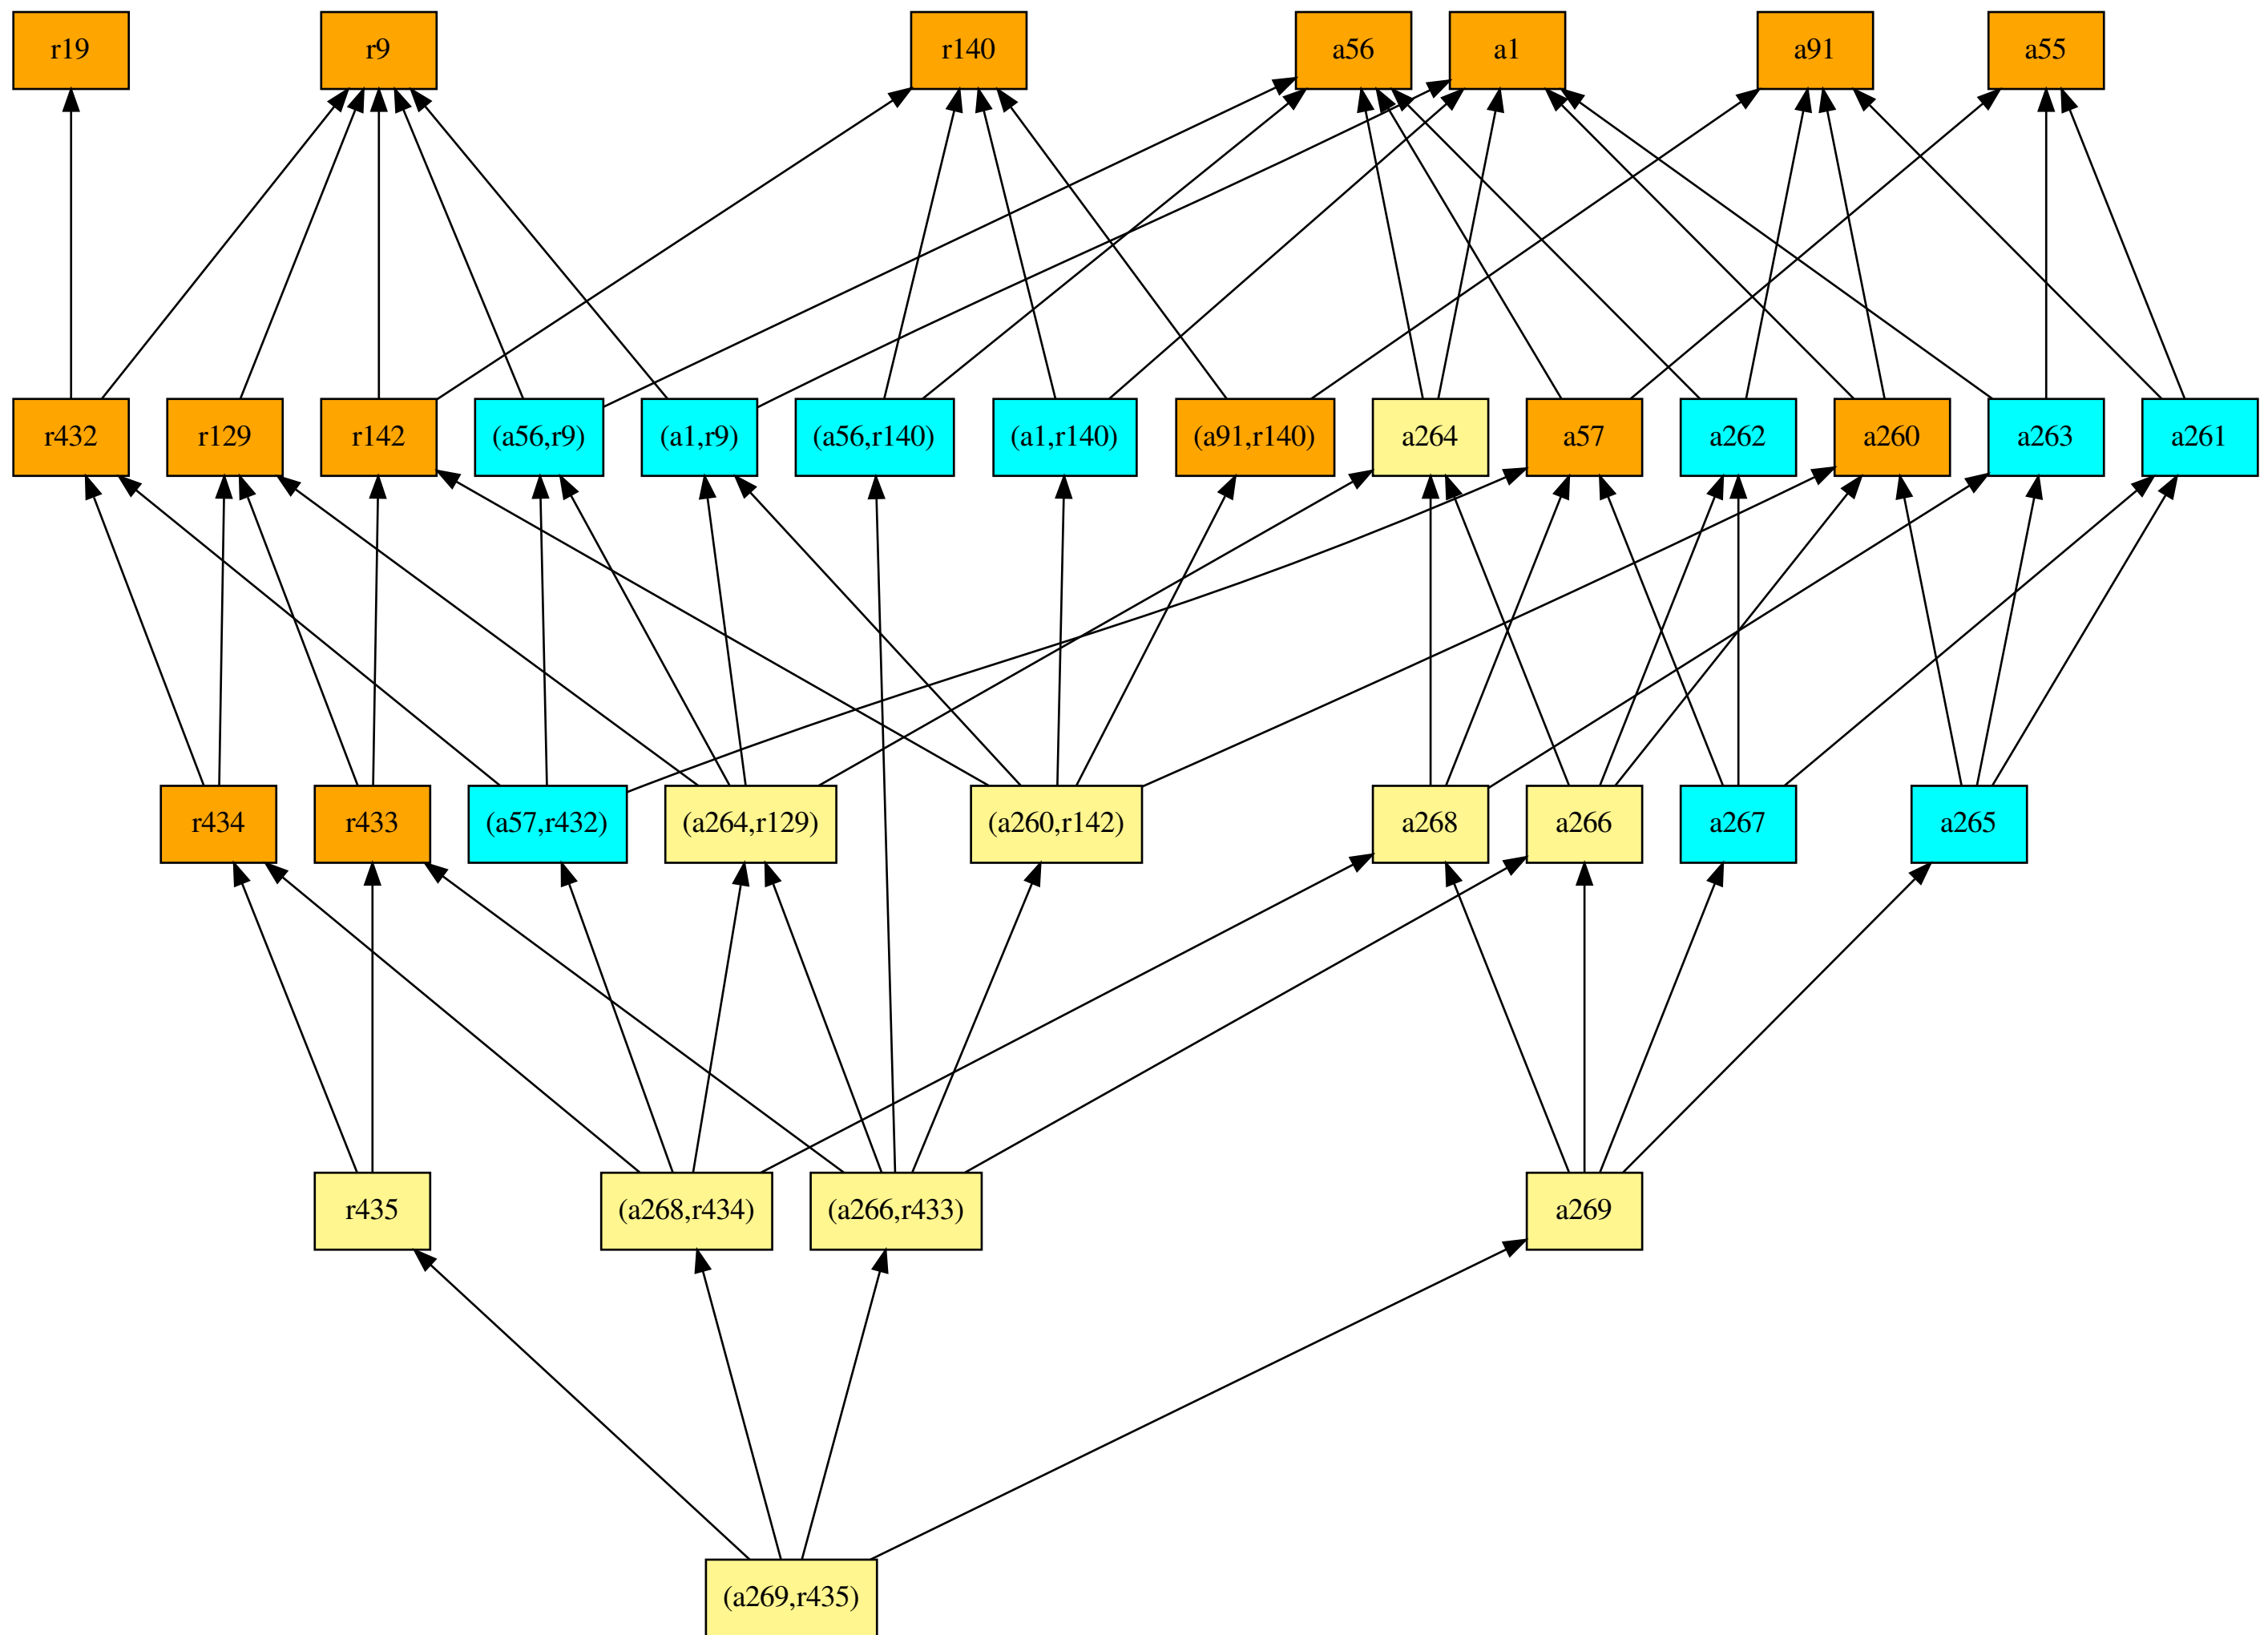 r19 r9 r140 a56 a1 a91 a55
r432 r129 r142 (a56,r9) (a1,r9) (a56,r140) (a1,r140) (a91,r140) a264 a57 a262 a260 a263 a261
r434 r433 (a57,r432) (a264,r129) (a260,r142) a268 a266 a267 a265
r435 (a268,r434) (a266,r433) a269
(a269,r435)